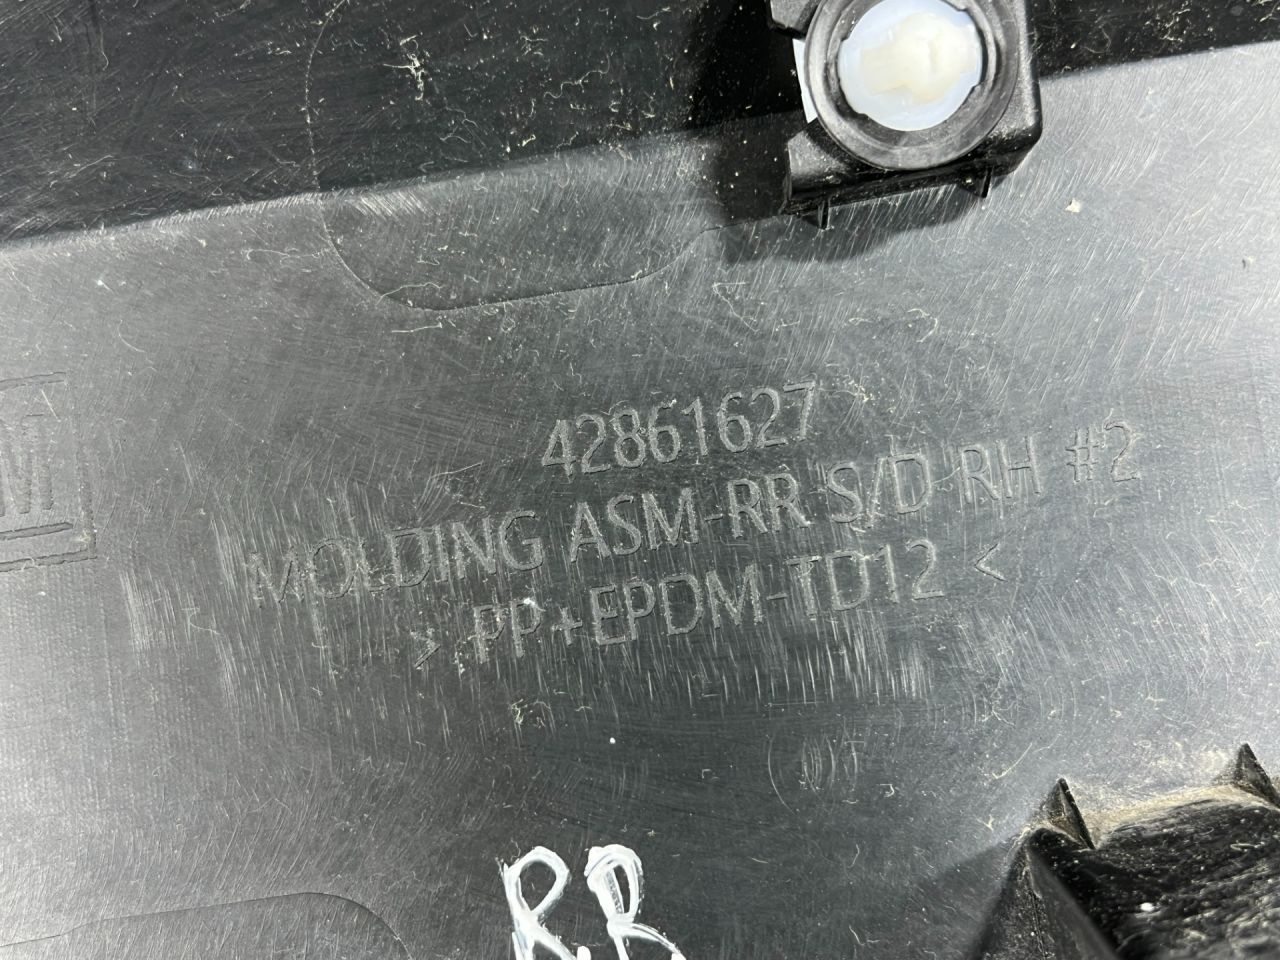 42861627
MOLDING ASM-RR S/D RH #2
> PP+EPDM-TD12 <
R.R